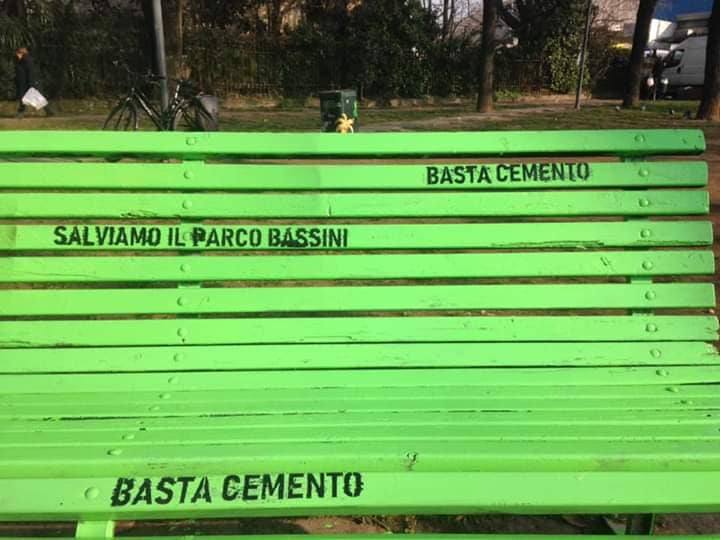 BASTA CEMENTO
SALVIAMO IL PARCO BASSINI
BASTA CEMENTO